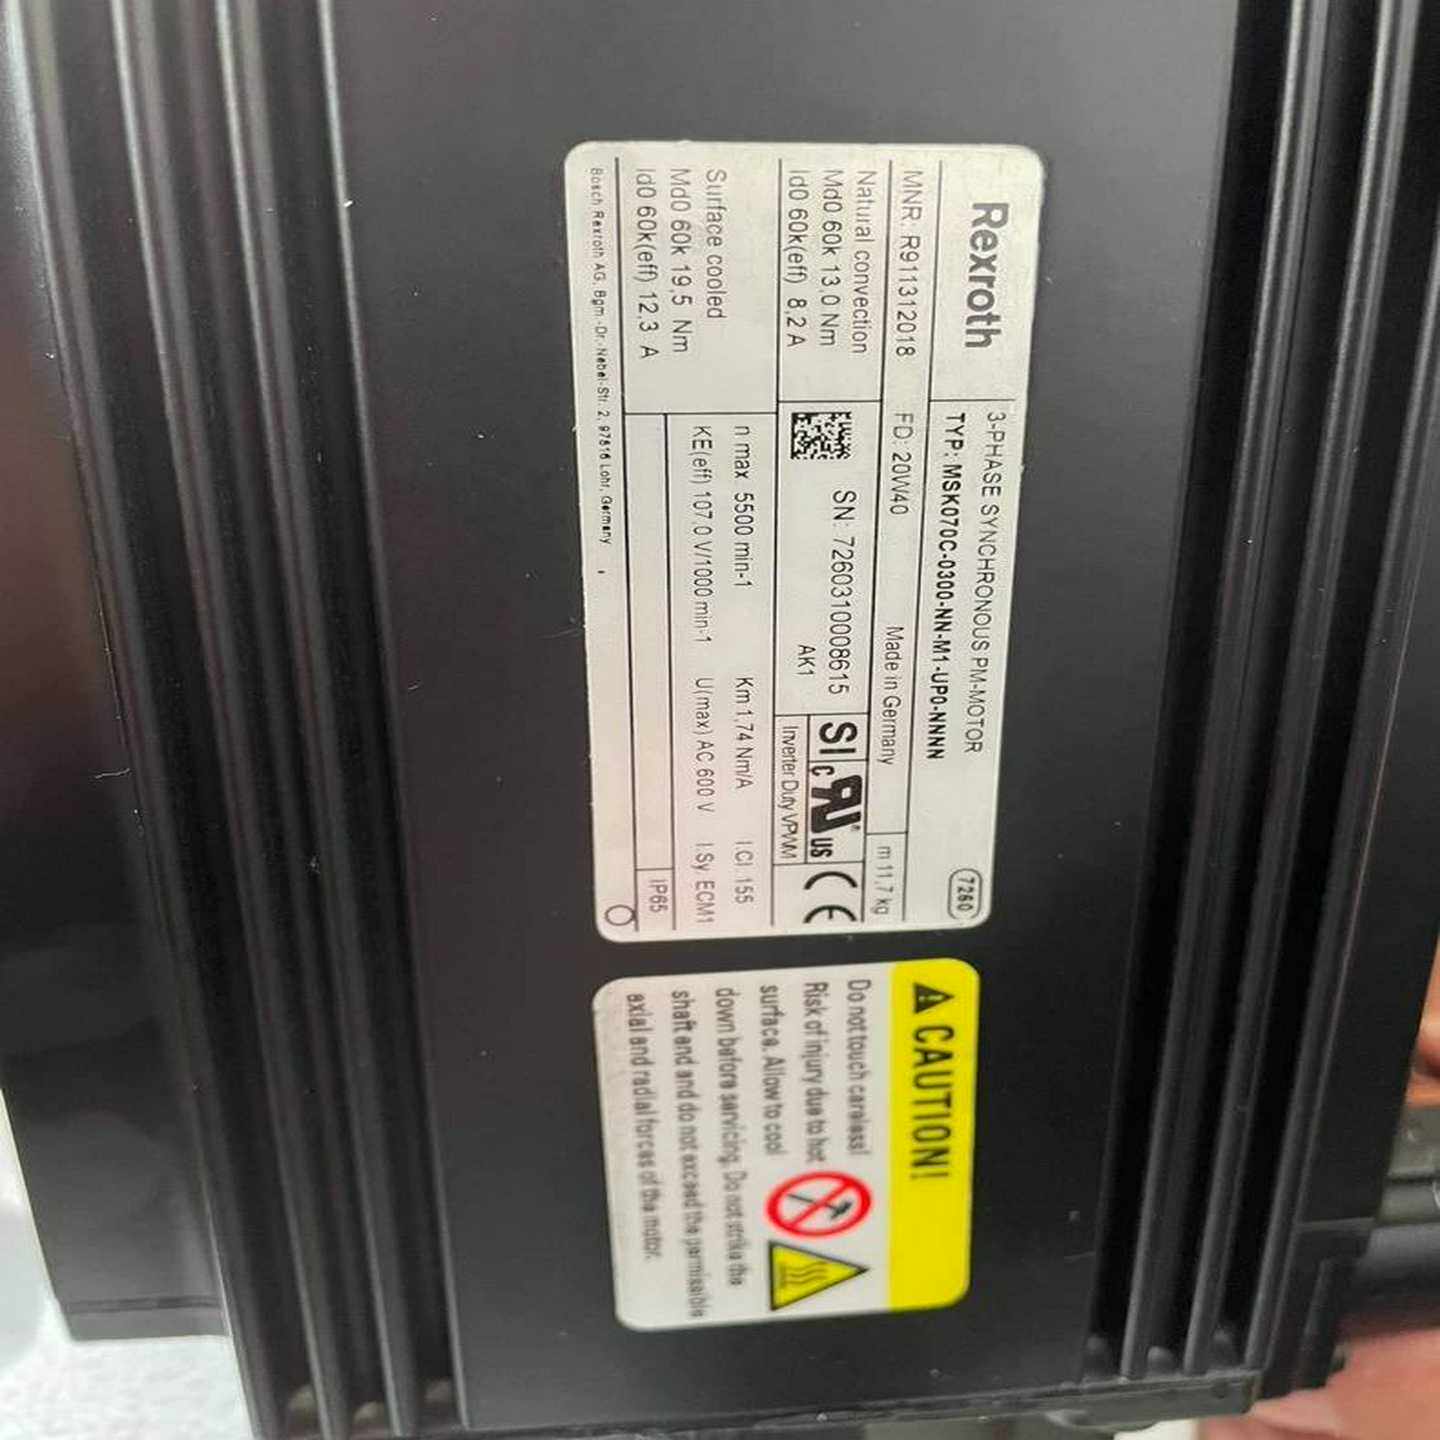 Rexroth
3-PHASE SYNCHRONOUS PM-MOTOR
TYP: MSK070C-0300-NN-M1-UP0-NNNN
7260
MNR: R911312018
FD: 20W40
Made in Germany
m 11,7 kg
Natural convection
Md0 60k 13,0 Nm
Id0 60k(eff) 8,2 A
SN: 7260310008615
AK1
SI
c UR us
CE
Inverter Duty VPWM
Surface cooled
Md0 60k 19,5 Nm
Id0 60k(eff) 12,3 A
n max 5500 min-1
Km 1,74 Nm/A
I.Cl. 155
KE(eff) 107,0 V/1000 min-1
U(max) AC 600 V
I.Sy. ECM1
IP65
Bosch Rexroth AG, Bgm.-Dr.-Nebel-Str. 2, 97816 Lohr, Germany
CAUTION!
Do not touch careless!
Risk of injury due to hot
surface. Allow to cool
down before servicing. Do not strike the
shaft end and do not exceed the permissible
axial and radial forces of the motor.